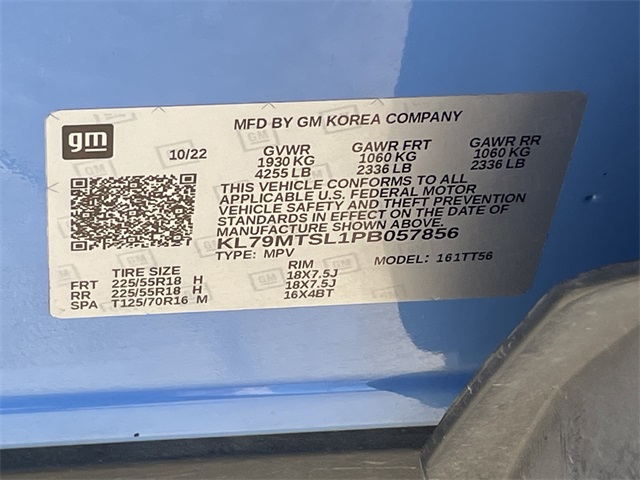 gm
MFD BY GM KOREA COMPANY
10/22 GVWR GAWR FRT GAWR RR
1930 KG 1060 KG 1060 KG
4255 LB 2336 LB 2336 LB
THIS VEHICLE CONFORMS TO ALL
APPLICABLE U.S. FEDERAL MOTOR
VEHICLE SAFETY AND THEFT PREVENTION
STANDARDS IN EFFECT ON THE DATE OF
MANUFACTURE SHOWN ABOVE.
KL79MTSL1PB057856
TYPE: MPV MODEL: 161TT56
TIRE SIZE RIM
FRT 225/55R18 H 18X7.5J
RR 225/55R18 H 18X7.5J
SPA T125/70R16 M 16X4BT